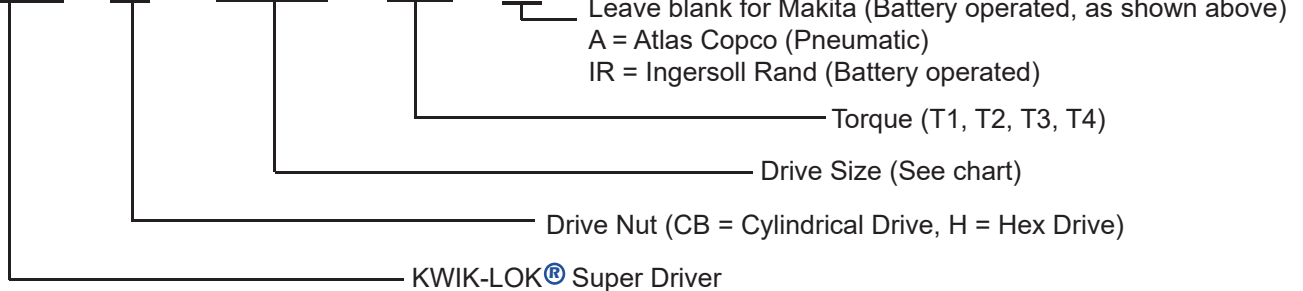 Leave blank for Makita (Battery operated, as shown above)
A = Atlas Copco (Pneumatic)
IR = Ingersoll Rand (Battery operated)
Torque (T1, T2, T3, T4)
Drive Size (See chart)
Drive Nut (CB = Cylindrical Drive, H = Hex Drive)
KWIK-LOK® Super Driver